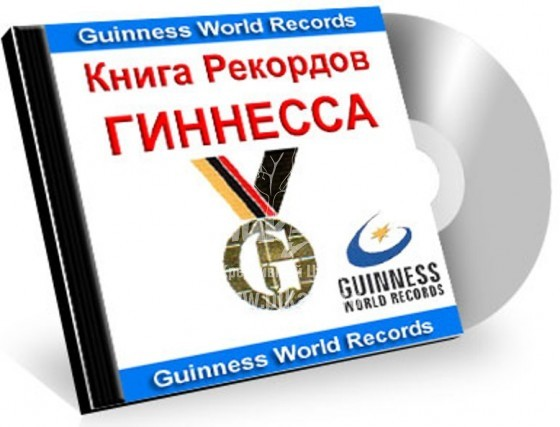 Guinness World Records
Книга Рекордов
ГИННЕССА
G
GUINNESS
WORLD RECORDS
Guinness World Records